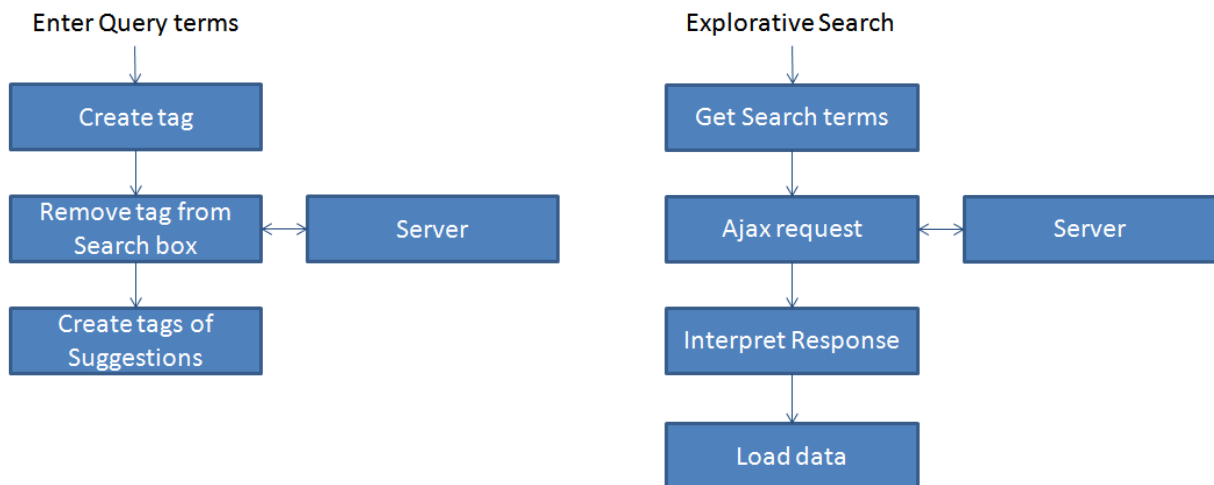 Enter Query terms
Create tag
Remove tag from
Search box
Server
Create tags of
Suggestions
Explorative Search
Get Search terms
Ajax request
Server
Interpret Response
Load data